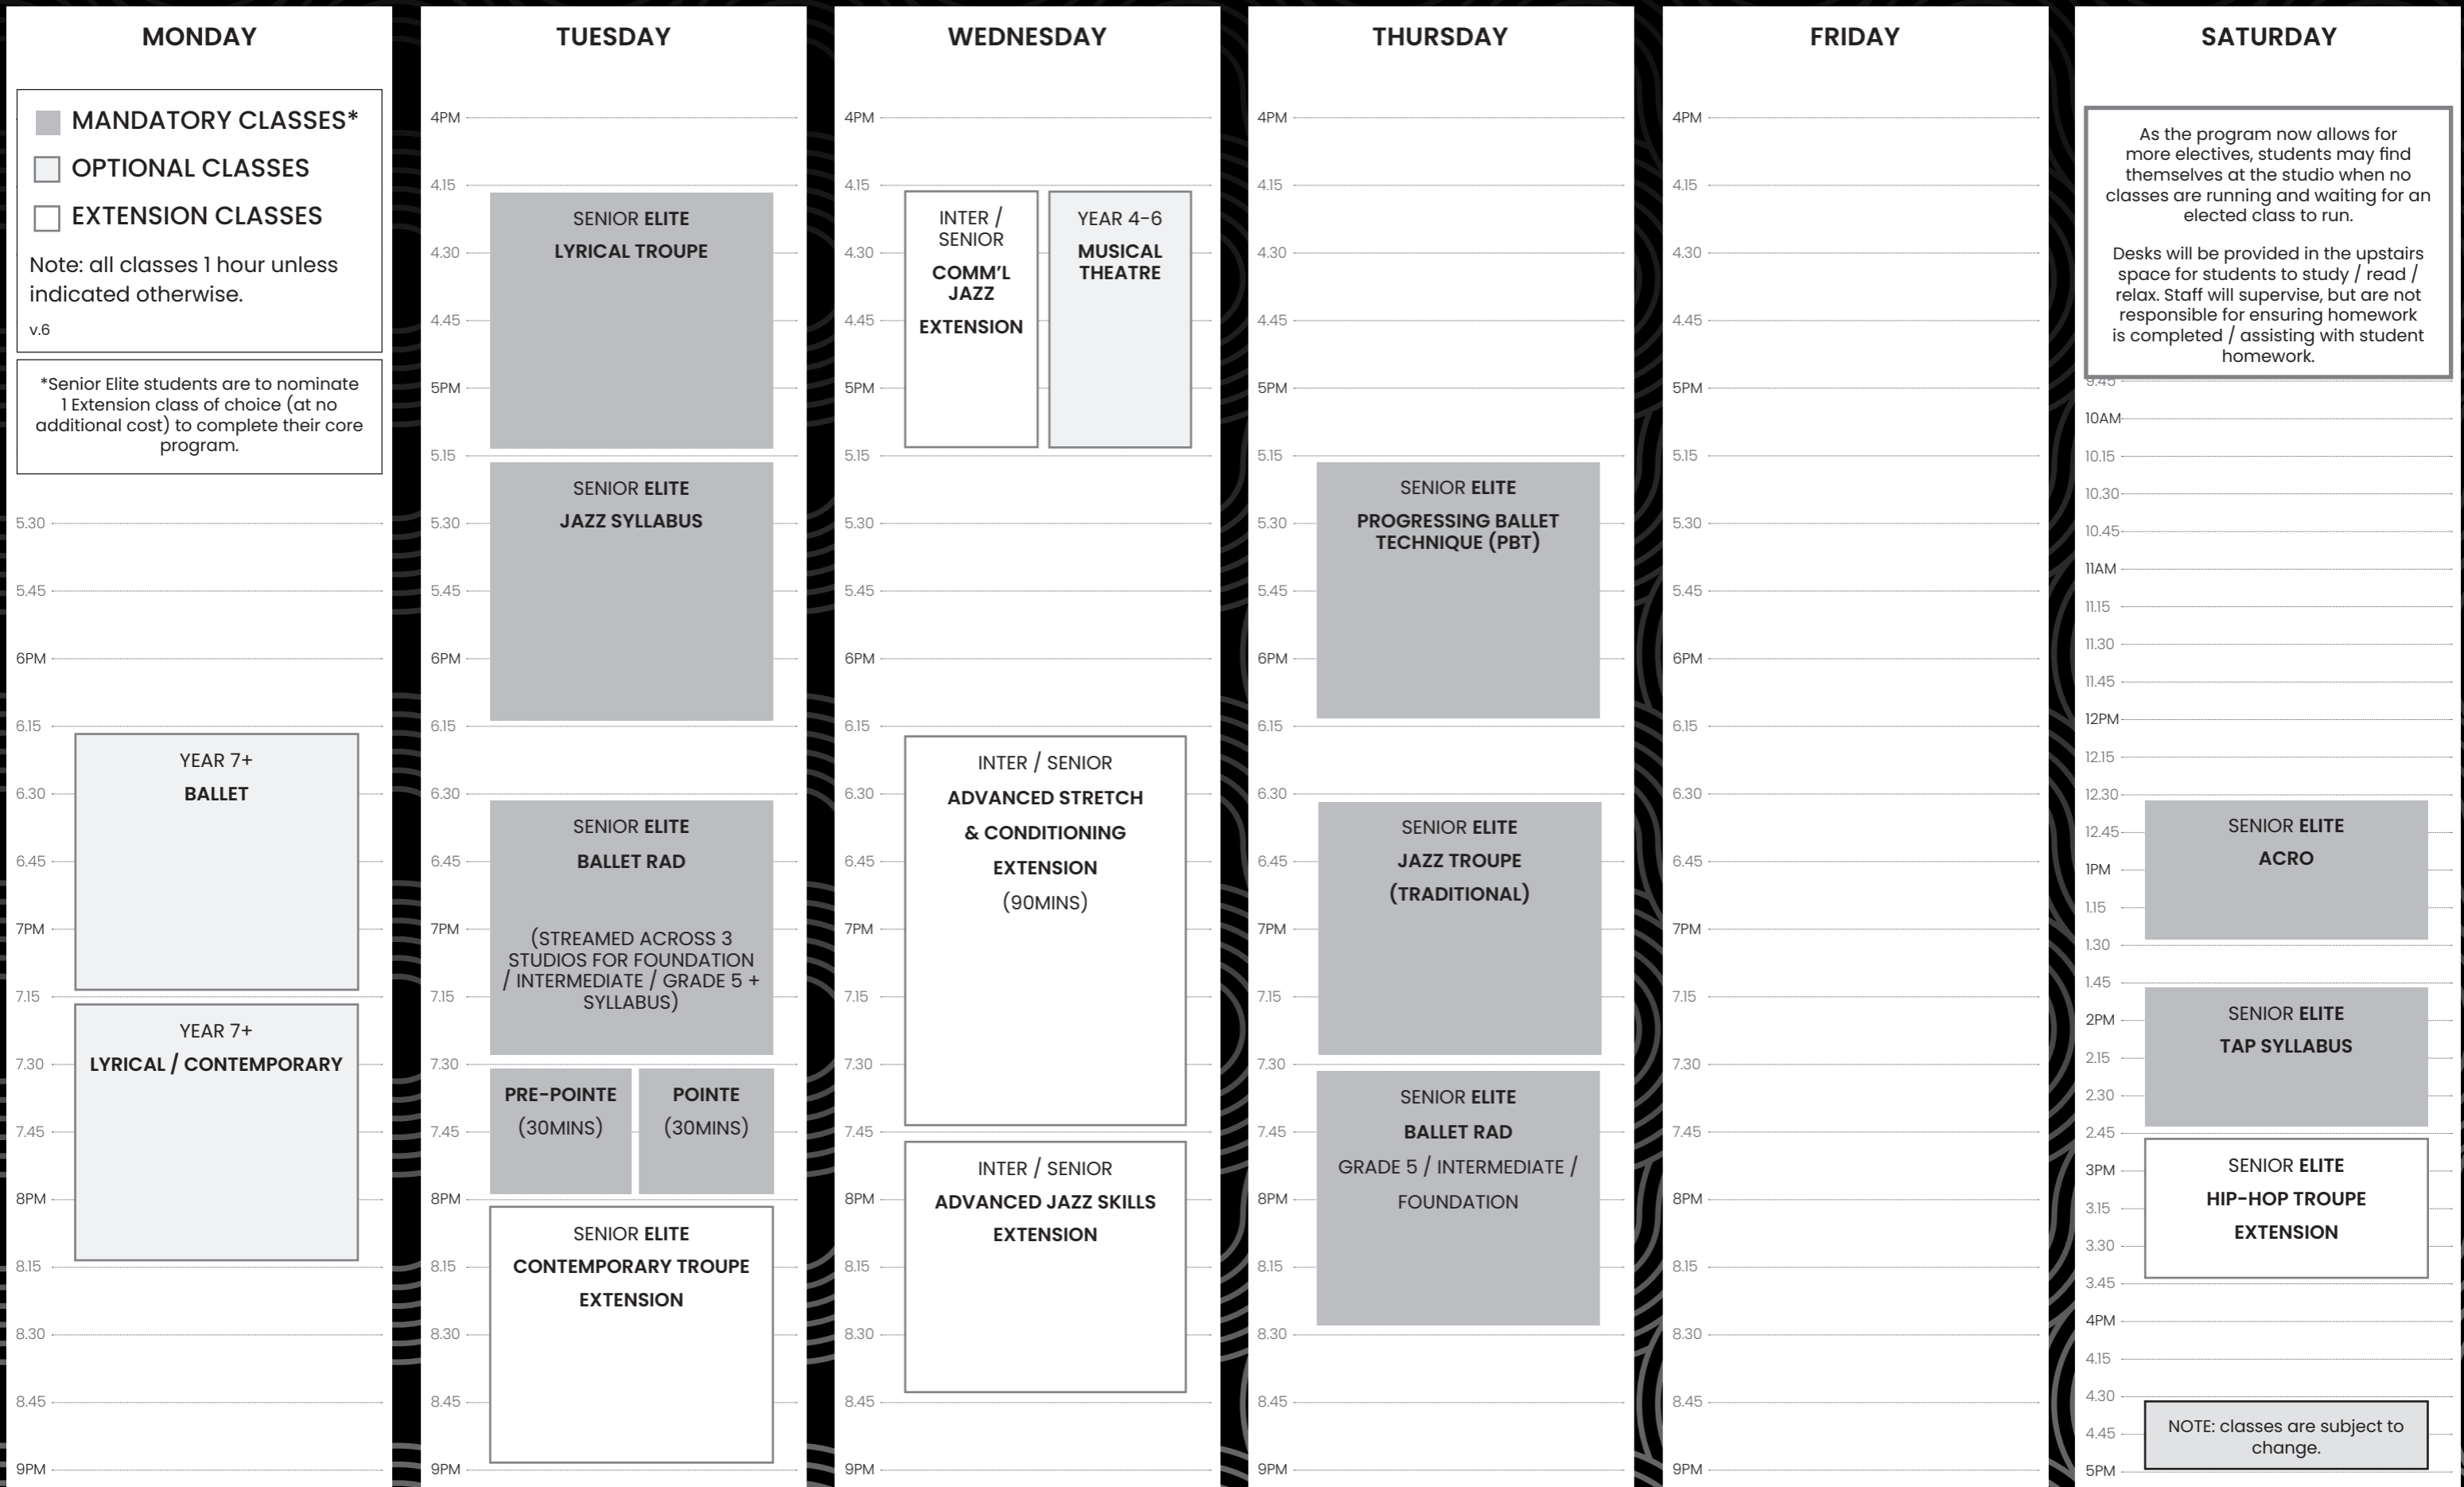 MONDAY
MANDATORY CLASSES*
OPTIONAL CLASSES
EXTENSION CLASSES
Note: all classes 1 hour unless
indicated otherwise.
v.6
*Senior Elite students are to nominate
1 Extension class of choice (at no
additional cost) to complete their core
program.
5.30
5.45
6PM
6.15
YEAR 7+
6.30
BALLET
6.45
7PM
7.15
YEAR 7+
7.30
LYRICAL / CONTEMPORARY
7.45
8PM
8.15
8.30
8.45
9PM
TUESDAY
4PM
4.15
SENIOR ELITE
4.30
LYRICAL TROUPE
4.45
5PM
5.15
SENIOR ELITE
5.30
JAZZ SYLLABUS
5.45
6PM
6.15
6.30
SENIOR ELITE
6.45
BALLET RAD
7PM
(STREAMED ACROSS 3
STUDIOS FOR FOUNDATION
/ INTERMEDIATE / GRADE 5 +
7.15
SYLLABUS)
7.30
PRE-POINTE
(30MINS)
POINTE
(30MINS)
7.45
8PM
SENIOR ELITE
8.15
CONTEMPORARY TROUPE
EXTENSION
8.30
8.45
9PM
WEDNESDAY
4PM
4.15
INTER /
SENIOR
COMM'L
JAZZ
EXTENSION
YEAR 4-6
MUSICAL
THEATRE
4.30
4.45
5PM
5.15
5.30
5.45
6PM
6.15
INTER / SENIOR
6.30
ADVANCED STRETCH
& CONDITIONING
6.45
EXTENSION
(90MINS)
7PM
7.15
7.30
7.45
INTER / SENIOR
8PM
ADVANCED JAZZ SKILLS
EXTENSION
8.15
8.30
8.45
9PM
THURSDAY
4PM
4.15
4.30
4.45
5PM
5.15
SENIOR ELITE
5.30
PROGRESSING BALLET
TECHNIQUE (PBT)
5.45
6PM
6.15
6.30
SENIOR ELITE
6.45
JAZZ TROUPE
(TRADITIONAL)
7PM
7.15
7.30
SENIOR ELITE
7.45
BALLET RAD
GRADE 5 / INTERMEDIATE /
8PM
FOUNDATION
8.15
8.30
8.45
9PM
FRIDAY
4PM
4.15
4.30
4.45
5PM
5.15
5.30
5.45
6PM
6.15
6.30
6.45
7PM
7.15
7.30
7.45
8PM
8.15
8.30
8.45
9PM
SATURDAY
As the program now allows for
more electives, students may find
themselves at the studio when no
classes are running and waiting for an
elected class to run.
Desks will be provided in the upstairs
space for students to study / read /
relax. Staff will supervise, but are not
responsible for ensuring homework
is completed / assisting with student
homework.
9.45
10AM
10.15
10.30
10.45
11AM
11.15
11.30
11.45
12PM
12.15
12.30
SENIOR ELITE
12.45
ACRO
1PM
1.15
1.30
1.45
SENIOR ELITE
2PM
TAP SYLLABUS
2.15
2.30
2.45
SENIOR ELITE
3PM
HIP-HOP TROUPE
3.15
EXTENSION
3.30
3.45
4PM
4.15
4.30
NOTE: classes are subject to
4.45
change.
5PM